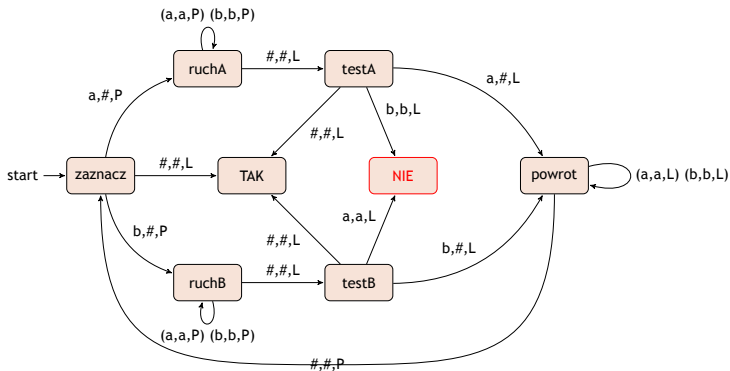 (a,a,P) (b,b,P)
ruchA
#,#,L
testA
a,#,P
a,#,L
b,b,L
#,#,L
start
zaznacz
#,#,L
TAK
NIE
powrot
(a,a,L) (b,b,L)
b,#,P
a,a,L
#,#,L
b,#,L
ruchB
#,#,L
testB
(a,a,P) (b,b,P)
#,#,P